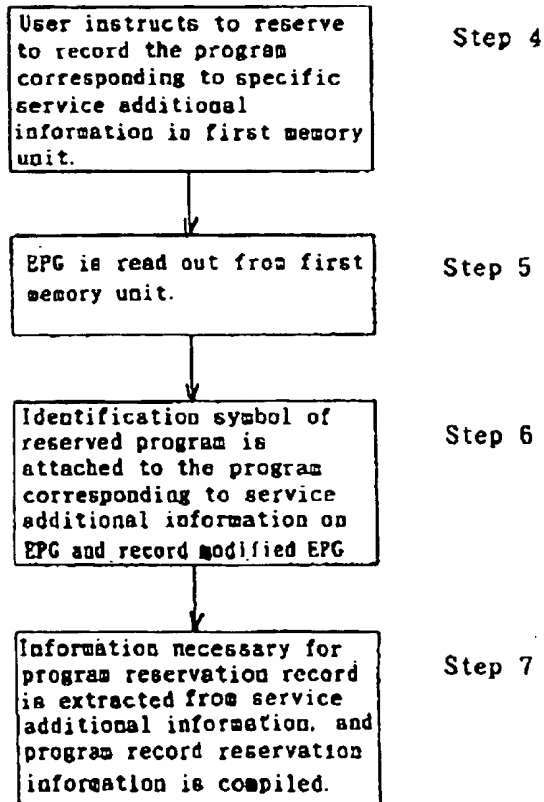 User instructs to reserve
to record the program
corresponding to specific
service additional
information in first memory
unit.
Step 4
EPG is read out from first
memory unit.
Step 5
Identification symbol of
reserved program is
attached to the program
corresponding to service
additional information on
EPG and record modified EPG
Step 6
Information necessary for
program reservation record
is extracted from service
additional information, and
program record reservation
information is compiled.
Step 7